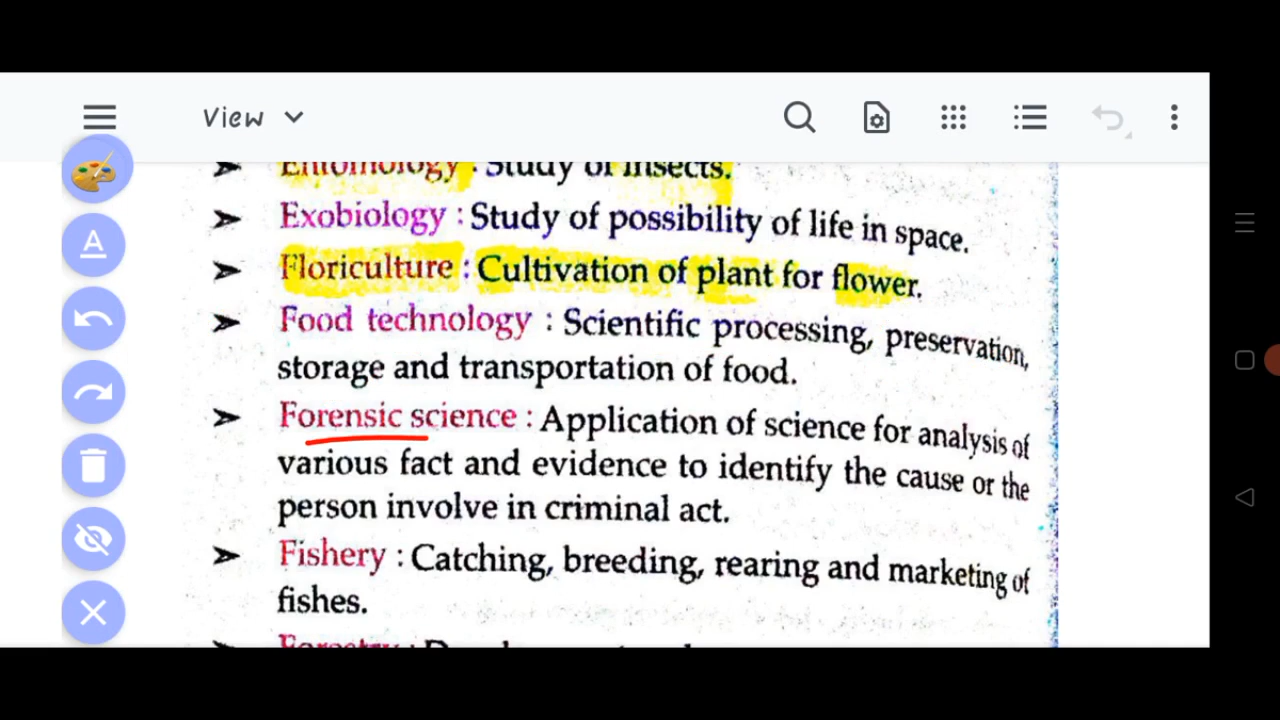 View
Entomology : Study of insects.
➢ Exobiology : Study of possibility of life in space.
➢ Floriculture : Cultivation of plant for flower.
➢ Food technology : Scientific processing, preservation,
storage and transportation of food.
➢ Forensic science : Application of science for analysis of
various fact and evidence to identify the cause or the
person involve in criminal act.
➢ Fishery : Catching, breeding, rearing and marketing of
fishes.
Forestry :